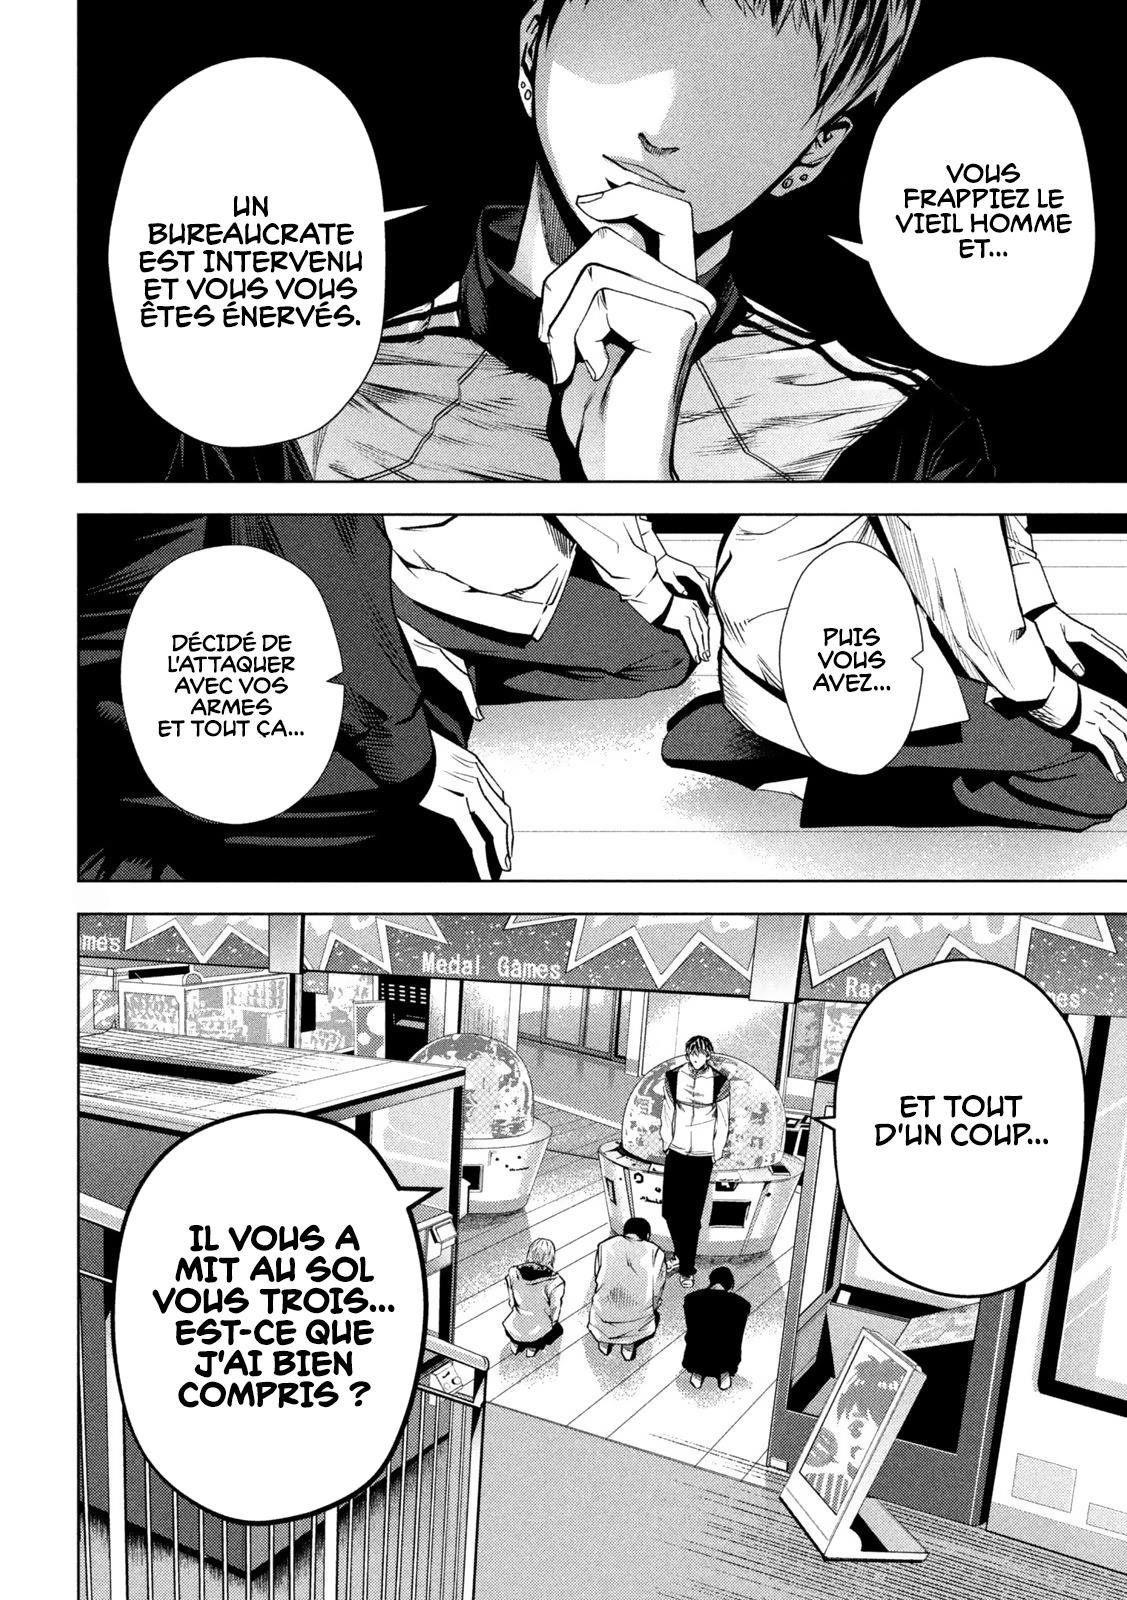 VOUS
FRAPPIEZ LE
VIEIL HOMME
ET...
UN
BUREAUCRATE
EST INTERVENU
ET VOUS VOUS
ÊTES ÉNERVÉS.
PUIS
VOUS
AVEZ...
DÉCIDÉ DE
L'ATTAQUER
AVEC VOS
ARMES
ET TOUT ÇA...
Medal Games
ET TOUT
D'UN COUP...
IL VOUS A
MIT AU SOL
VOUS TROIS...
EST-CE QUE
J'AI BIEN
COMPRIS ?